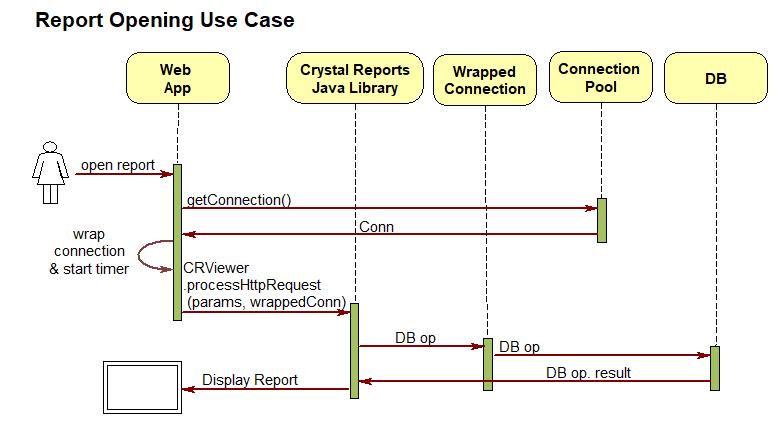 Report Opening Use Case
Web
App
Crystal Reports
Java Library
Wrapped
Connection
Connection
Pool
DB
open report
getConnection()
Conn
wrap
connection
& start timer
CRViewer
.processHttpRequest
(params, wrappedConn)
DB op
DB op
DB op. result
Display Report